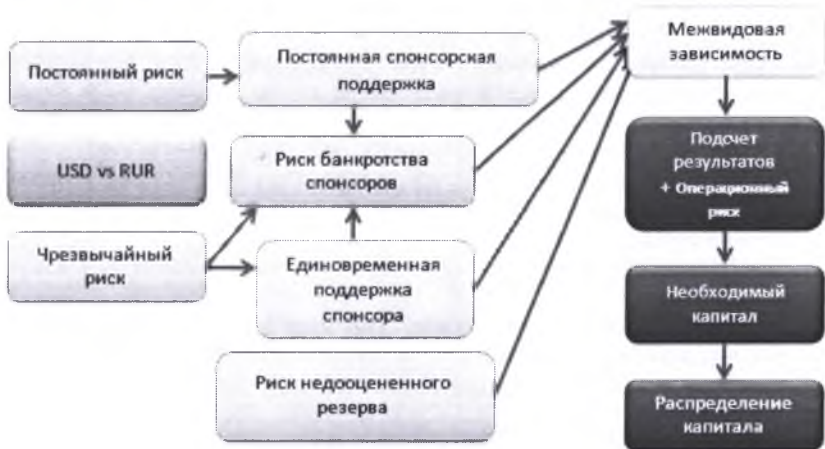 Постоянный риск
Постоянная спонсорская
поддержка
Межвидовая
зависимость
USD vs RUR
Риск банкротства
спонсоров
Подсчет
результатов
+ Операционный
риск
Чрезвычайный
риск
Единовременная
поддержка
спонсора
Необходимый
капитал
Риск недооцененного
резерва
Распределение
капитала